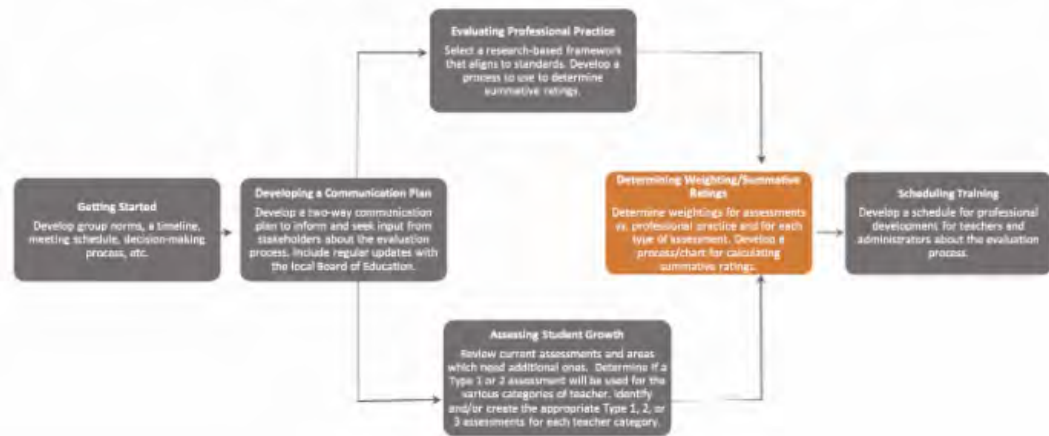 Evaluating Professional Practice
Select a research-based framework
that aligns to standards. Develop a
process to use to determine
summative ratings.
Getting Started
Develop group norms, a timeline,
meeting schedule, decision-making
process, etc.
Developing a Communication Plan
Develop a two-way communication
plan to inform and seek input from
stakeholders about the evaluation
process. Include regular updates with
the local Board of Education.
Determining Weighting/Summative
Ratings
Determine weightings for assessments
vs. professional practice and for each
type of assessment. Develop a
process/chart for calculating
summative ratings.
Scheduling Training
Develop a schedule for professional
development for teachers and
administrators about the evaluation
process.
Assessing Student Growth
Review current assessments and areas
which need additional ones. Determine if a
Type 1 or 2 assessment will be used for the
various categories of teacher. Identify
and/or create the appropriate Type 1, 2, or
3 assessments for each teacher category.